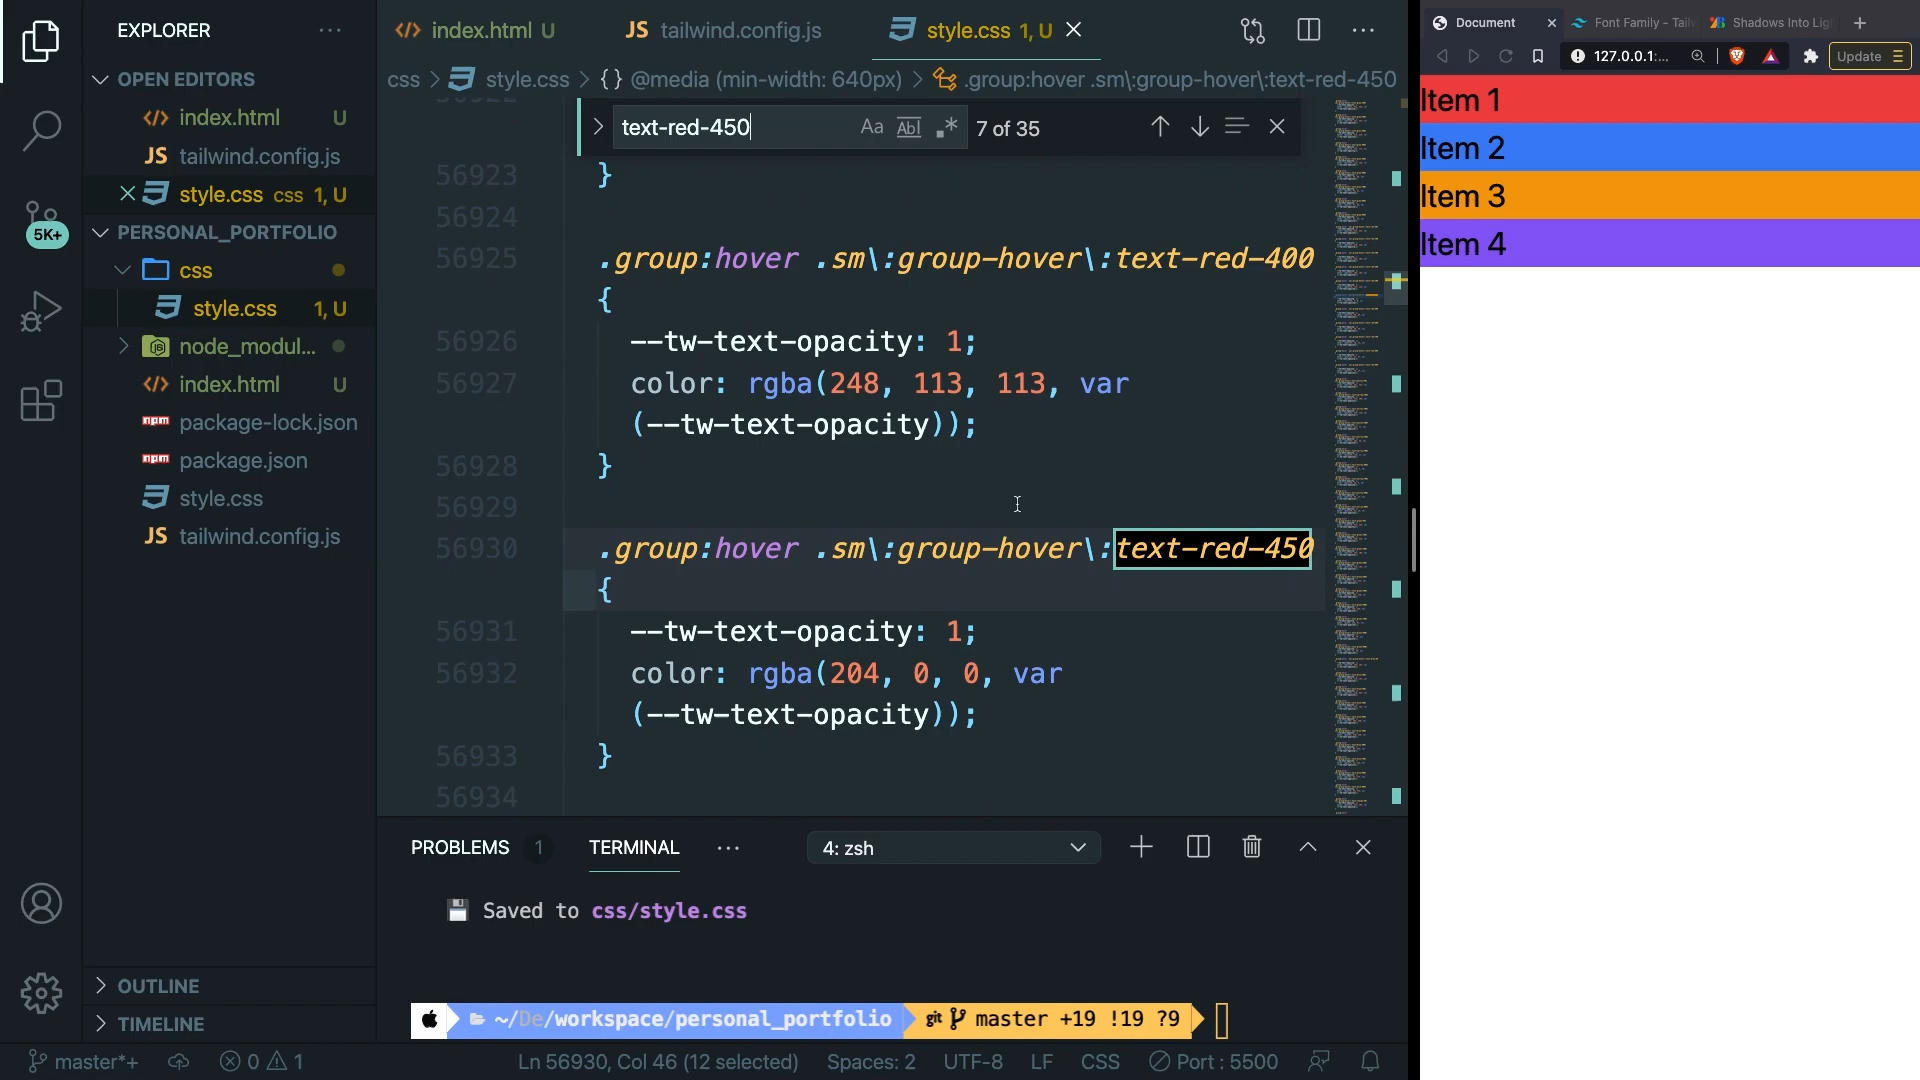 EXPLORER
OPEN EDITORS
index.html U
JS tailwind.config.js
style.css css 1, U
PERSONAL_PORTFOLIO
css
style.css 1, U
node_modul...
index.html U
package-lock.json
package.json
style.css
JS tailwind.config.js
OUTLINE
TIMELINE
5K+
index.html U
JS tailwind.config.js
style.css 1, U
css > style.css > {} @media (min-width: 640px) > .group:hover .sm\:group-hover\:text-red-450
text-red-450 Aa Abl .* 7 of 35
56923 }
56924
56925 .group:hover .sm\:group-hover\:text-red-400
{
56926 --tw-text-opacity: 1;
56927 color: rgba(248, 113, 113, var
(--tw-text-opacity));
56928 }
56929
56930 .group:hover .sm\:group-hover\:text-red-450
{
56931 --tw-text-opacity: 1;
56932 color: rgba(204, 0, 0, var
(--tw-text-opacity));
56933 }
56934
PROBLEMS 1 TERMINAL ... 4: zsh
Saved to css/style.css
~/De/workspace/personal_portfolio git master +19 !19 ?9
master*+ 0 1 Ln 56930, Col 46 (12 selected) Spaces: 2 UTF-8 LF CSS Port : 5500
Document Font Family - Tail Shadows Into Lig
127.0.0.1:... Update
Item 1
Item 2
Item 3
Item 4